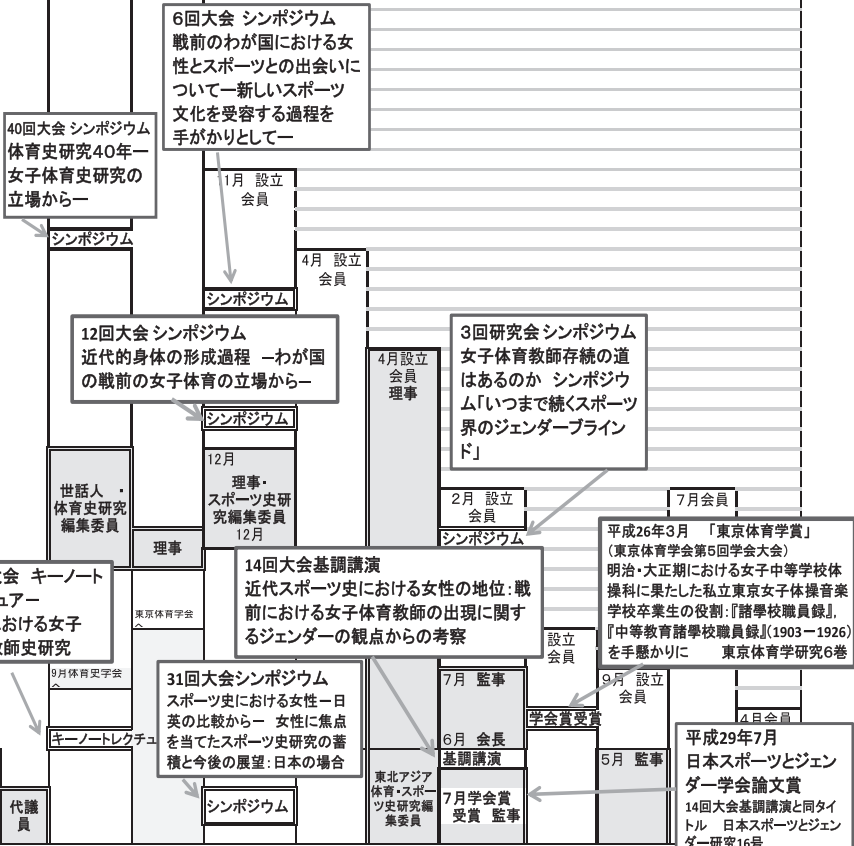 6回大会 シンポジウム
戦前のわが国における女
性とスポーツとの出会いに
ついて―新しいスポーツ
文化を受容する過程を
手がかりとして―
40回大会 シンポジウム
体育史研究40年―
女子体育史研究の
立場から―
シンポジウム
1月 設立
会員
シンポジウム
4月 設立
会員
12回大会 シンポジウム
近代的身体の形成過程 ―わが国
の戦前の女子体育の立場から―
シンポジウム
4月設立
会員
理事
3回研究会 シンポジウム
女子体育教師存続の道
はあるのか シンポジウ
ム「いつまで続くスポーツ
界のジェンダーブライン
ド」
世話人 ・
体育史研究
編集委員
理事
12月
理事・
スポーツ史研
究編集委員
12月
2月 設立
会員
シンポジウム
7月会員
平成26年3月 「東京体育学賞」
(東京体育学会第5回学会大会)
明治・大正期における女子中等学校体
操科に果たした私立東京女子体操音楽
学校卒業生の役割:『諸學校職員録』,
『中等教育諸學校職員録』(1903―1926)
を手懸かりに 東京体育学研究6巻
会 キーノート
ュアー
おける女子
師史研究
東京体育学会
へ
9月体育史学会
へ
キーノートレクチュ
代議
員
14回大会基調講演
近代スポーツ史における女性の地位:戦
前における女子体育教師の出現に関す
るジェンダーの観点からの考察
31回大会シンポジウム
スポーツ史における女性―日
英の比較から― 女性に焦点
を当てたスポーツ史研究の蓄
積と今後の展望:日本の場合
シンポジウム
東北アジア
体育・スポー
ツ史研究編
集委員
7月 監事
6月 会長
基調講演
7月学会賞
受賞 監事
設立
会員
学会賞受賞
9月 設立
会員
5月 監事
4月会員
平成29年7月
日本スポーツとジェン
ダー学会論文賞
14回大会基調講演と同タイ
トル 日本スポーツとジェン
ダー研究16号